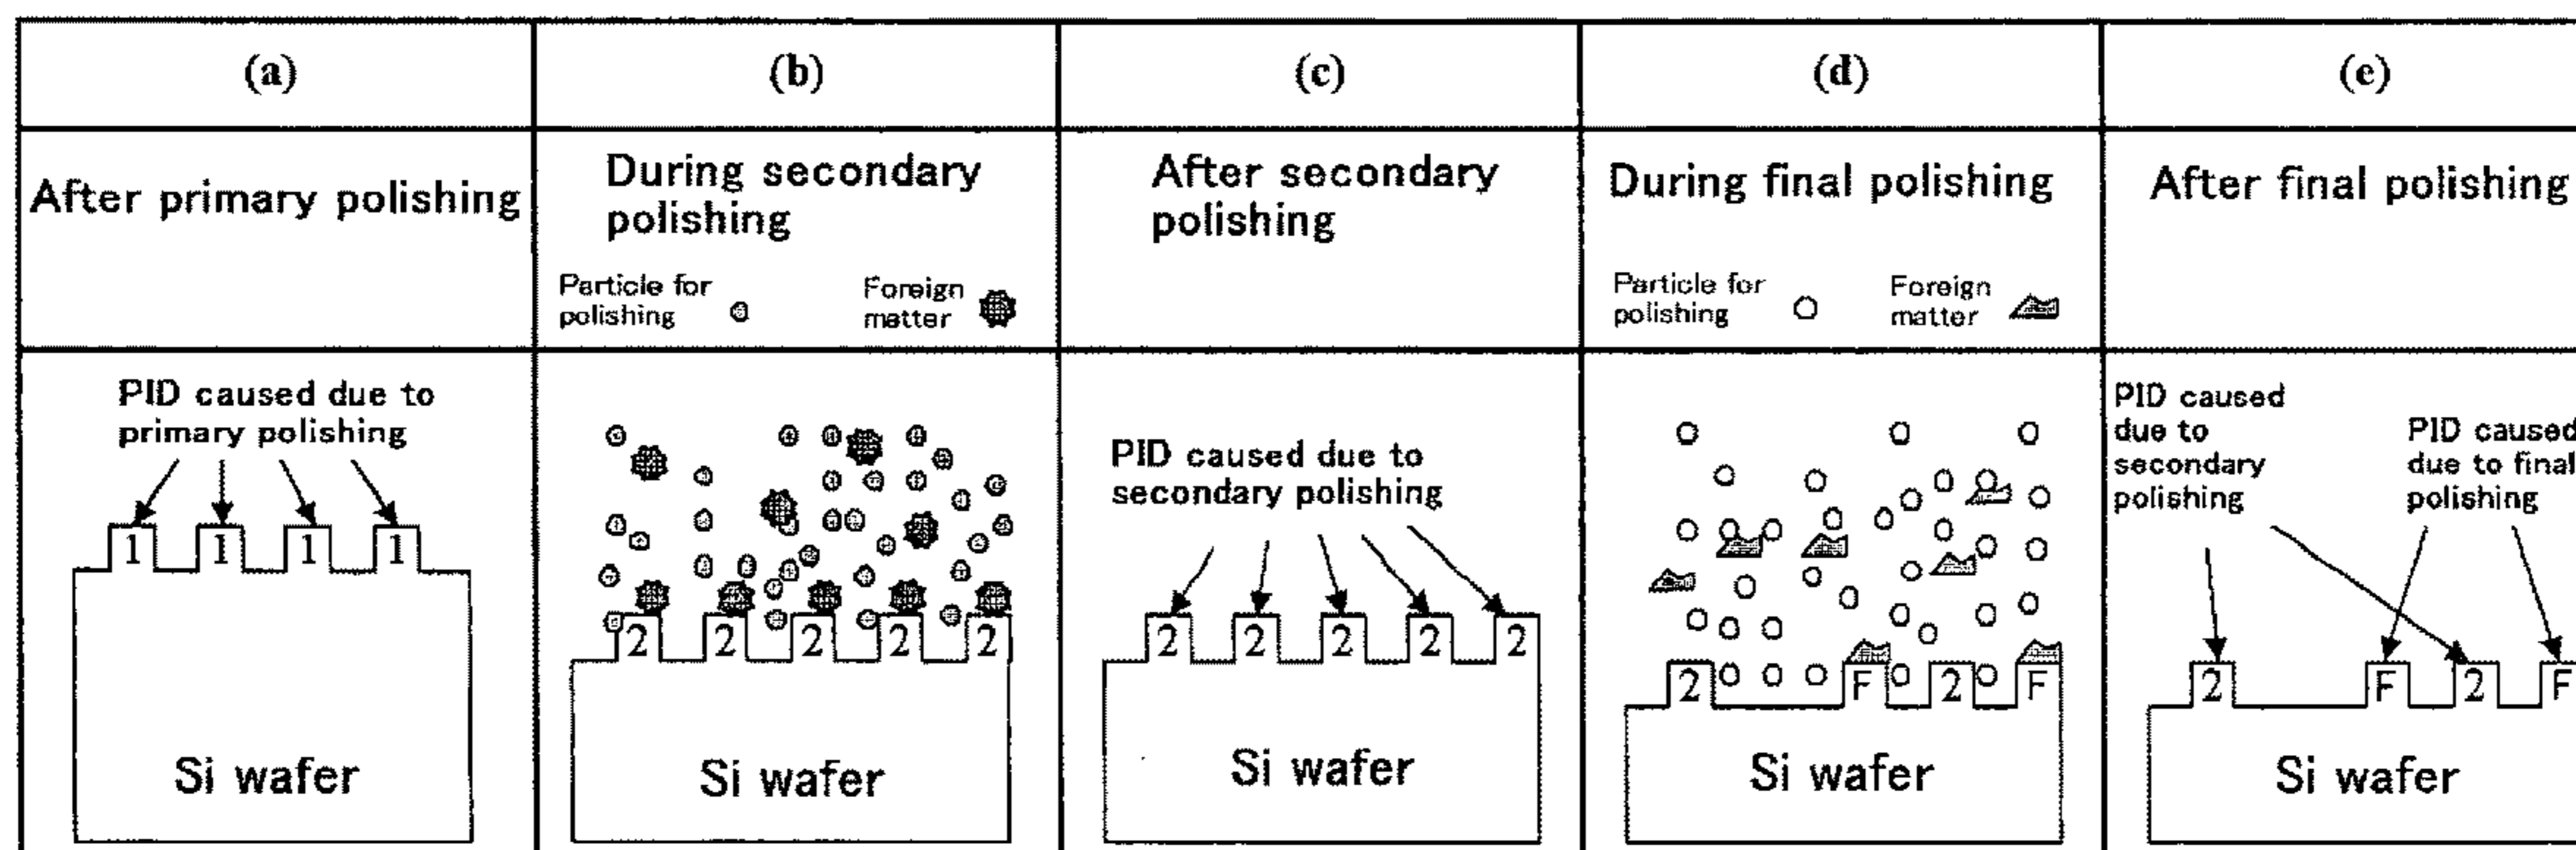 (a)
(b)
(c)
(d)
(e)
After primary polishing
During secondary
polishing
Particle for
polishing
Foreign
matter
After secondary
polishing
During final polishing
Particle for
polishing
Foreign
matter
After final polishing
PID caused due to
primary polishing
1 1 1 1
Si wafer
2 2 2 2 2
Si wafer
PID caused due to
secondary polishing
2 2 2 2 2
Si wafer
2 F 2 F
Si wafer
PID caused
due to
secondary
polishing
PID caused
due to final
polishing
2 F 2 F
Si wafer